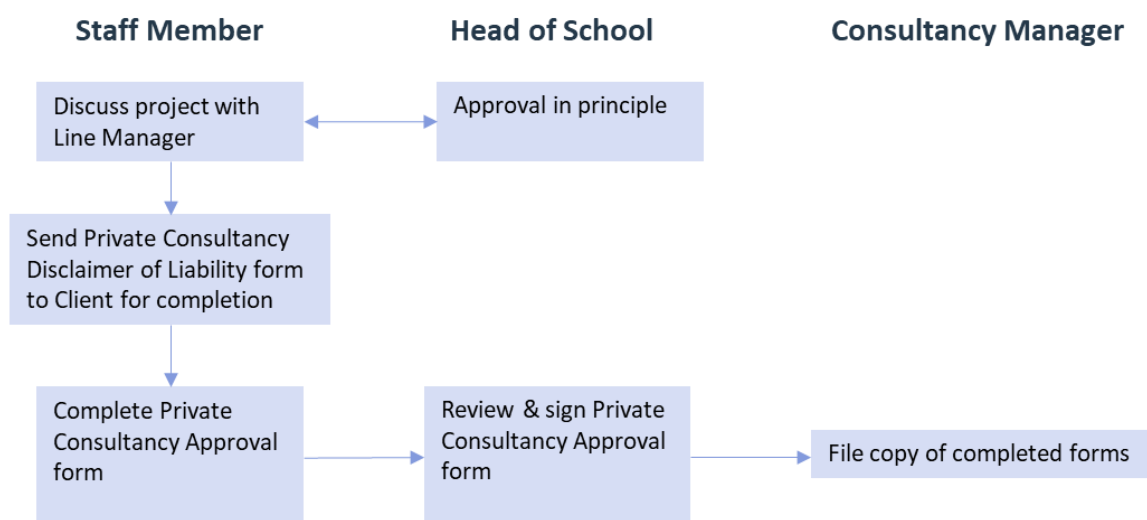 Staff Member
Head of School
Consultancy Manager
Discuss project with
Line Manager
Approval in principle
Send Private Consultancy
Disclaimer of Liability form
to Client for completion
Complete Private
Consultancy Approval
form
Review & sign Private
Consultancy Approval
form
File copy of completed forms